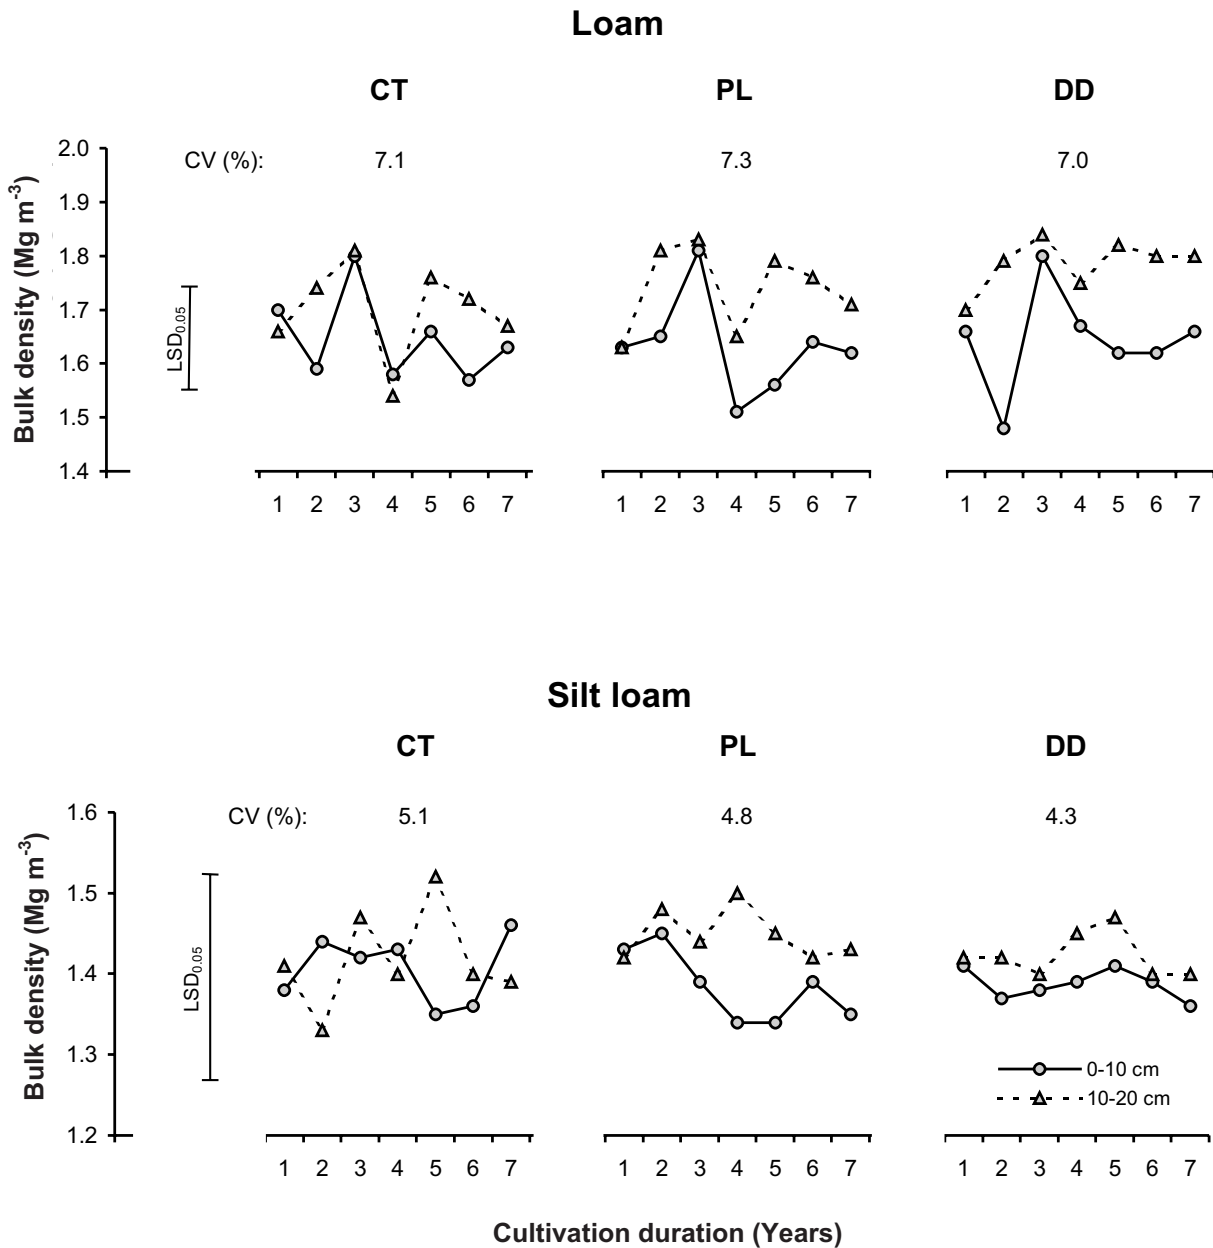 Loam
CT PL DD
CV (%): 7.1 7.3 7.0
Bulk density (Mg m-3)
2.0
1.9
1.8
1.7
1.6
1.5
1.4
LSD0.05
1 2 3 4 5 6 7 1 2 3 4 5 6 7 1 2 3 4 5 6 7
Silt loam
CT PL DD
CV (%): 5.1 4.8 4.3
Bulk density (Mg m-3)
1.6
1.5
1.4
1.3
1.2
LSD0.05
0-10 cm
10-20 cm
1 2 3 4 5 6 7 1 2 3 4 5 6 7 1 2 3 4 5 6 7
Cultivation duration (Years)